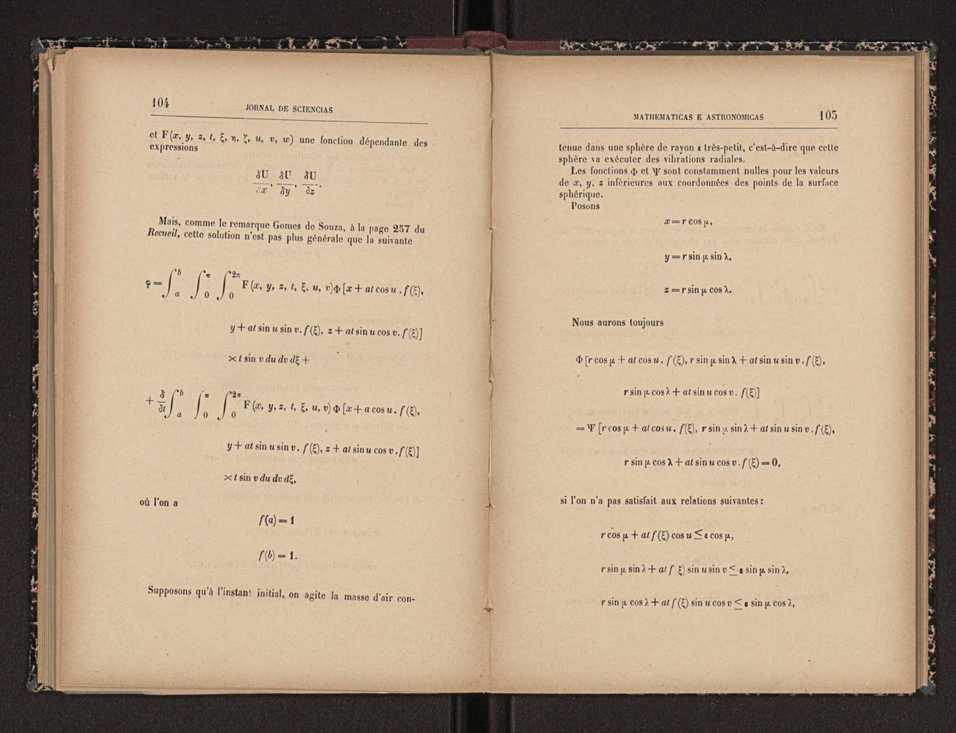 104
JORNAL DE SCIENCIAS
et F(x, y, z, t, ξ, η, ζ, u, v, w) une fonction dépendante des
expressions
δU/δx, δU/δy, δU/δz.
Mais, comme le remarque Gomes de Souza, à la page 257 du
Recueil, cette solution n'est pas plus générale que la suivante
φ = ∫_a^b ∫_0^π ∫_0^2π F(x, y, z, t, ξ, u, v)Φ[x + at cos u . f(ξ),
y + at sin u sin v. f(ξ), z + at sin u cos v. f(ξ)]
× t sin v du dv dξ +
+ δ/δt ∫_a^b ∫_0^π ∫_0^2π F(x, y, z, t, ξ, u, v) Φ [x + a cos u . f(ξ),
y + at sin u sin v . f(ξ), z + at sin u cos v . f(ξ)]
× t sin v du dv dξ,
où l'on a
f(a) = 1
f(b) = 1.
Supposons qu'à l'instant initial, on agite la masse d'air con-
MATHEMATICAS E ASTRONOMICAS
105
tenue dans une sphère de rayon ε três-petit, c'est-à-dire que cette
sphère va exécuter des vibrations radiales.
Les fonctions Φ et Ψ sont constamment nulles pour les valeurs
de x, y, z inférieures aux coordonnées des points de la surface
sphérique.
Posons
x = r cos μ,
y = r sin μ sin λ,
z = r sin μ cos λ.
Nous aurons toujours
Φ [r cos μ + at cos u . f(ξ), r sin μ sin λ + at sin u sin v . f(ξ),
r sin μ cos λ + at sin u cos v . f(ξ)]
= Ψ [r cos μ + at cos u . f(ξ), r sin μ sin λ + at sin u sin v . f(ξ),
r sin μ cos λ + at sin u cos v . f(ξ) = 0,
si l'on n'a pas satisfait aux relations suivantes :
r cos μ + at f(ξ) cos u ≤ ε cos μ,
r sin μ sin λ + at f ξ) sin u sin v ≤ ε sin μ sin λ,
r sin μ cos λ + at f(ξ) sin u cos v ≤ ε sin μ cos λ,